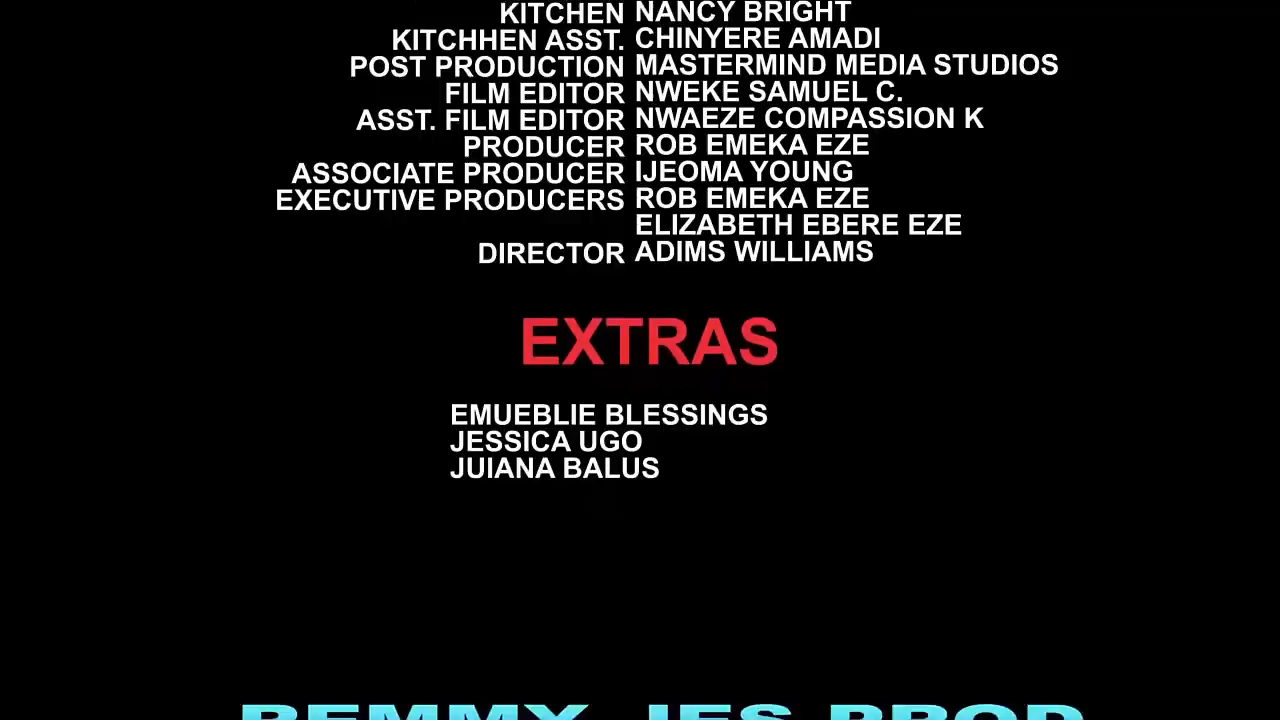 KITCHEN NANCY BRIGHT
KITCHHEN ASST. CHINYERE AMADI
POST PRODUCTION MASTERMIND MEDIA STUDIOS
FILM EDITOR NWEKE SAMUEL C.
ASST. FILM EDITOR NWAEZE COMPASSION K
PRODUCER ROB EMEKA EZE
ASSOCIATE PRODUCER IJEOMA YOUNG
EXECUTIVE PRODUCERS ROB EMEKA EZE
ELIZABETH EBERE EZE
DIRECTOR ADIMS WILLIAMS
EXTRAS
EMUEBLIE BLESSINGS
JESSICA UGO
JUIANA BALUS